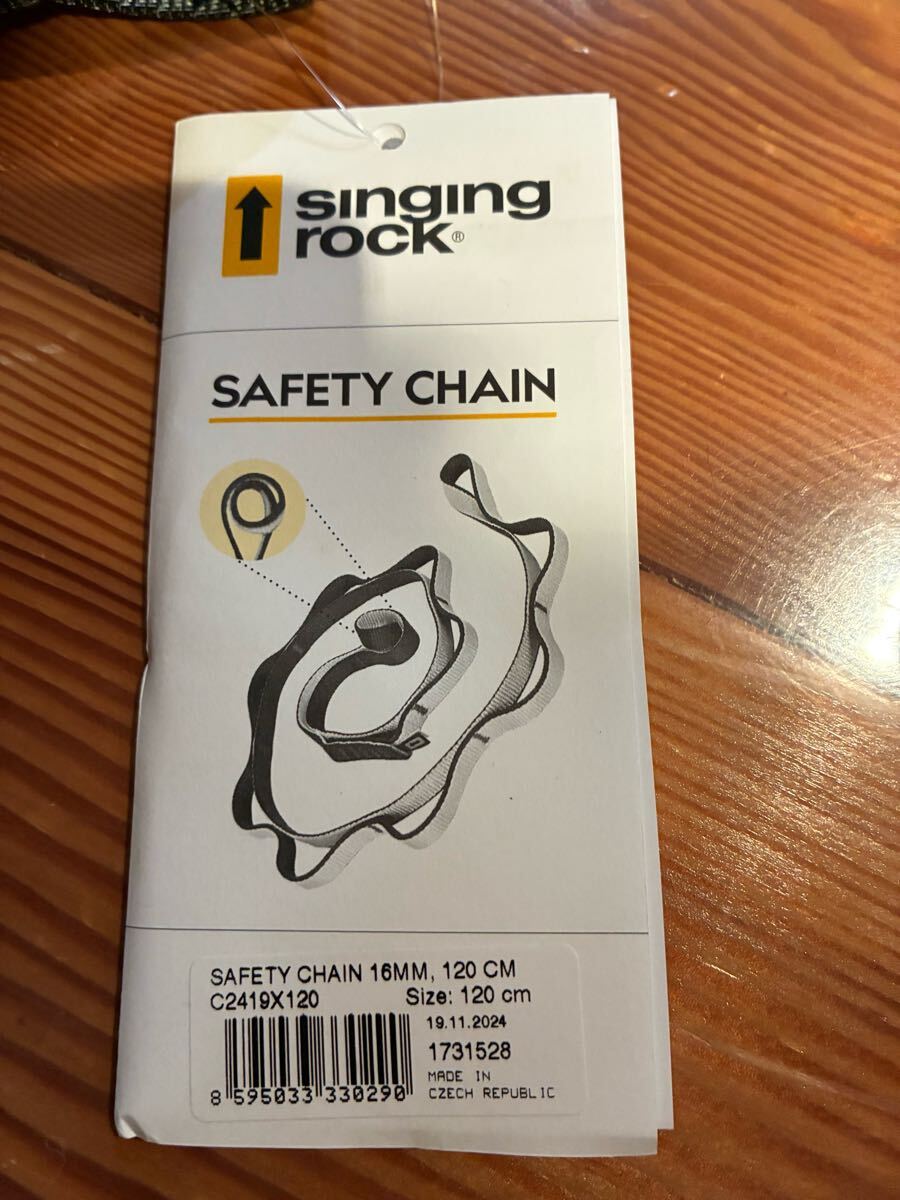 singing
rock®
SAFETY CHAIN
SAFETY CHAIN 16MM, 120 CM
C2419X120 Size: 120 cm
19.11.2024
1731528
MADE IN
CZECH REPUBLIC
8 595033 330290